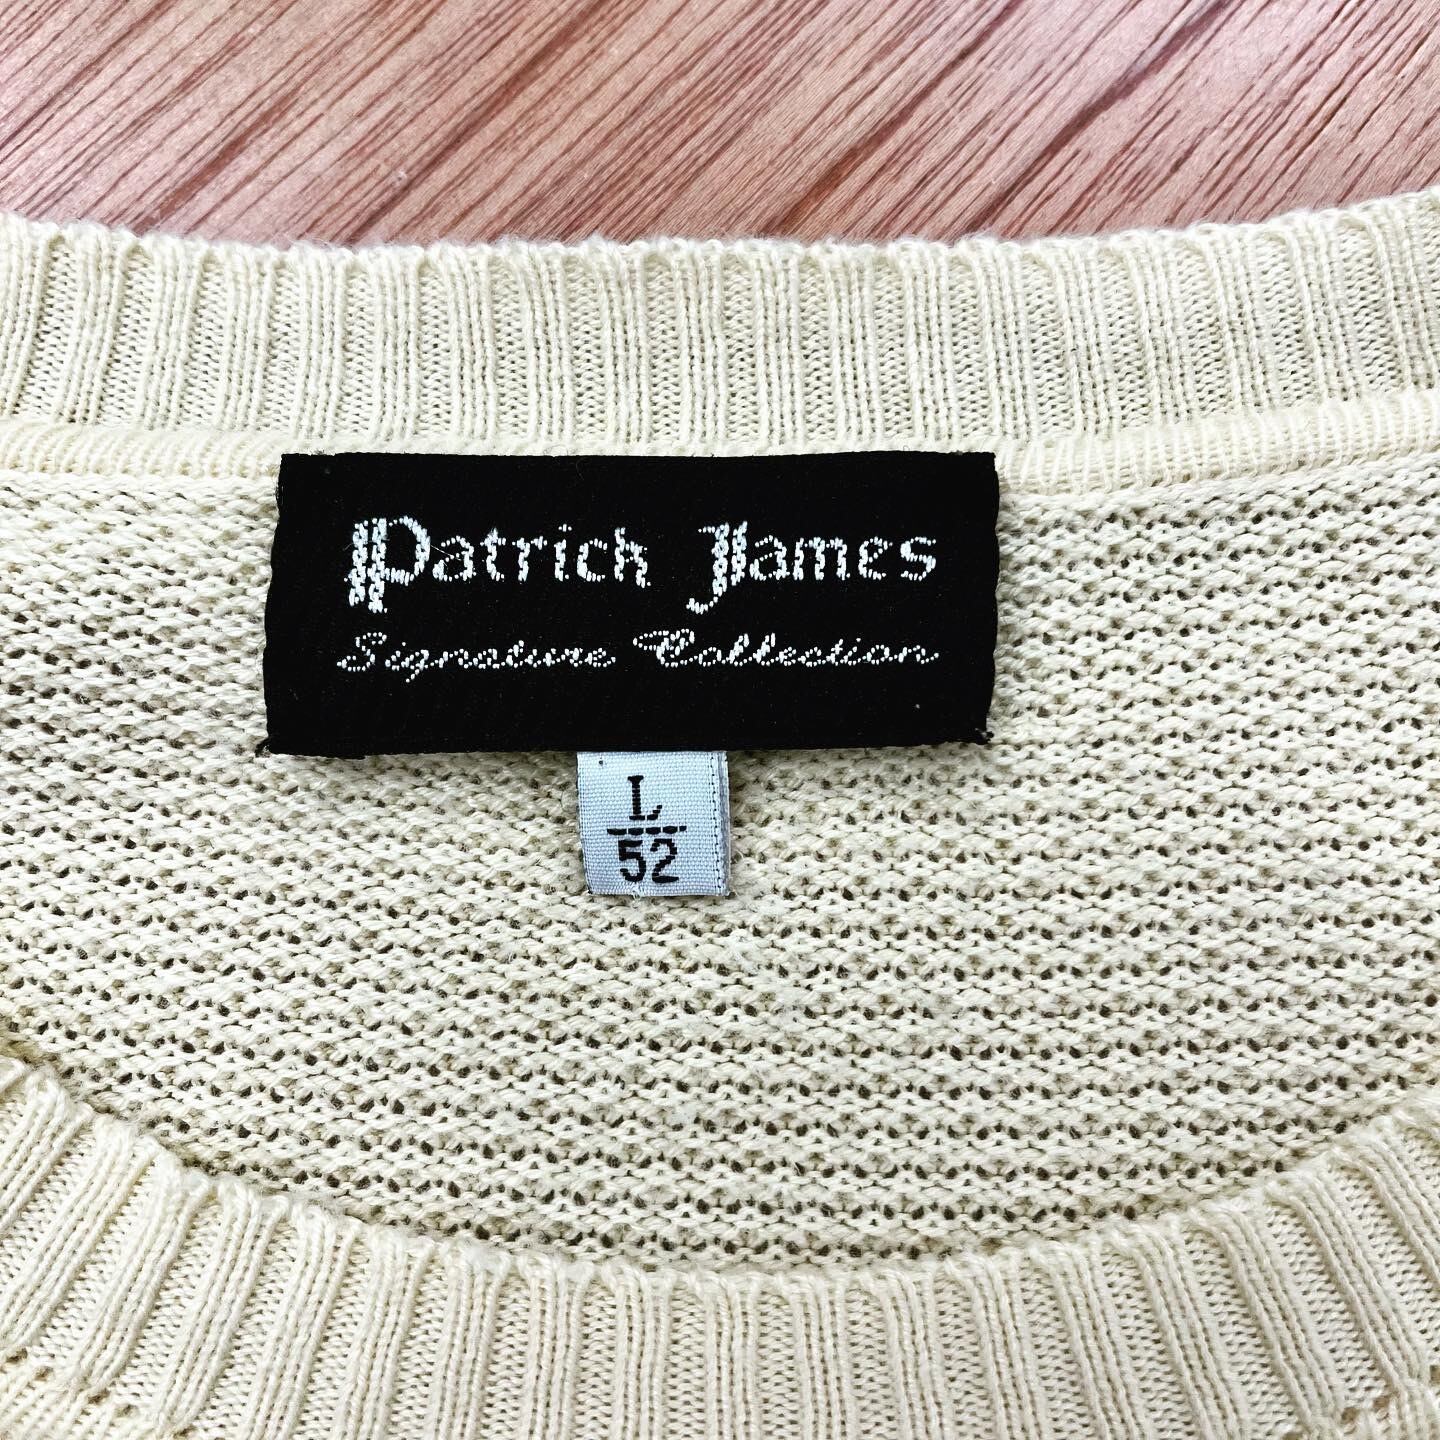 Patrick James
Signature Collection
L
52